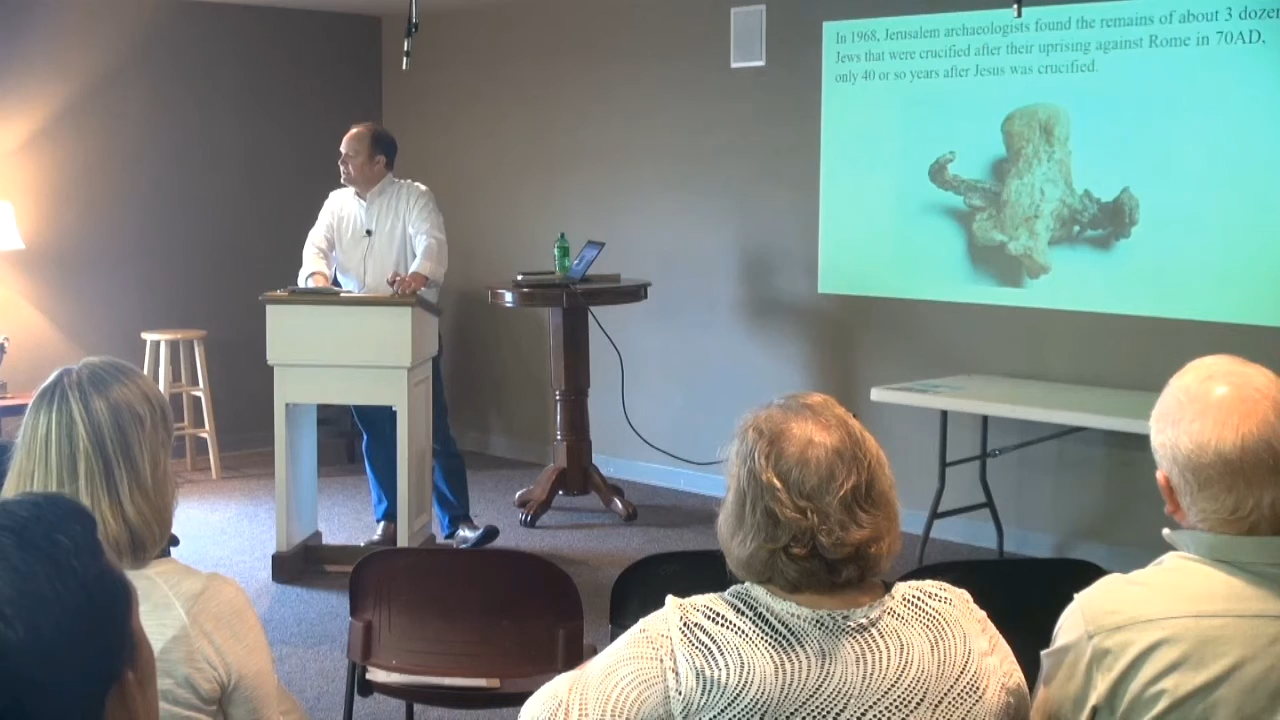 In 1968, Jerusalem archaeologists found the remains of about 3 dozen
Jews that were crucified after their uprising against Rome in 70AD,
only 40 or so years after Jesus was crucified.